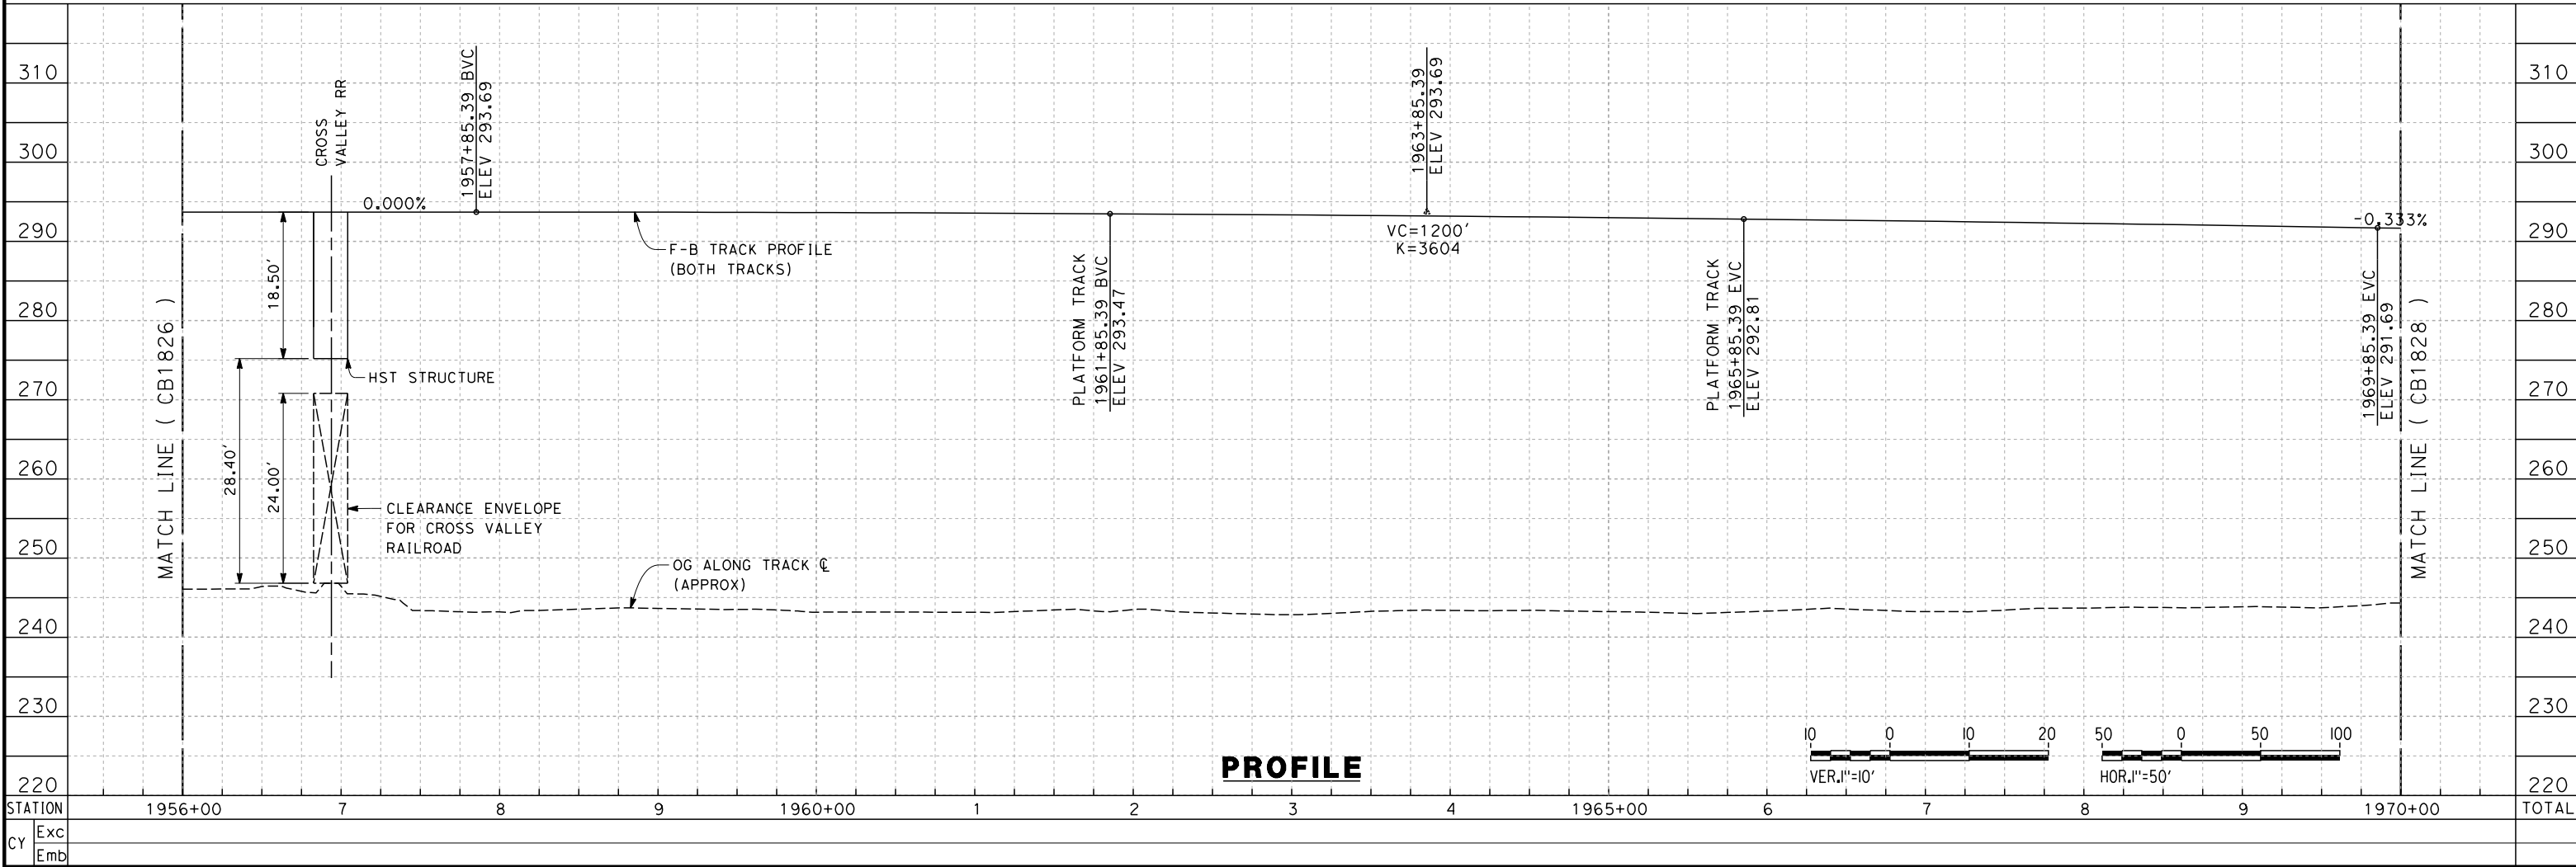 310
300
290
280
270
260
250
240
230
220
MATCH LINE ( CB1826 )
CROSS
VALLEY RR
0.000%
18.50'
28.40'
24.00'
HST STRUCTURE
CLEARANCE ENVELOPE
FOR CROSS VALLEY
RAILROAD
1957+85.39 BVC
ELEV 293.69
F-B TRACK PROFILE
(BOTH TRACKS)
OG ALONG TRACK ℄
(APPROX)
PLATFORM TRACK
1961+85.39 BVC
ELEV 293.47
1963+85.39
ELEV 293.69
VC=1200'
K=3604
PLATFORM TRACK
1965+85.39 EVC
ELEV 292.81
-0.333%
1969+85.39 EVC
ELEV 291.69
MATCH LINE ( CB1828 )
310
300
290
280
270
260
250
240
230
220
PROFILE
10 0 10 20
VER.1"=10'
50 0 50 100
HOR.1"=50'
STATION 1956+00 7 8 9 1960+00 1 2 3 4 1965+00 6 7 8 9 1970+00 TOTAL
CY
Exc
Emb